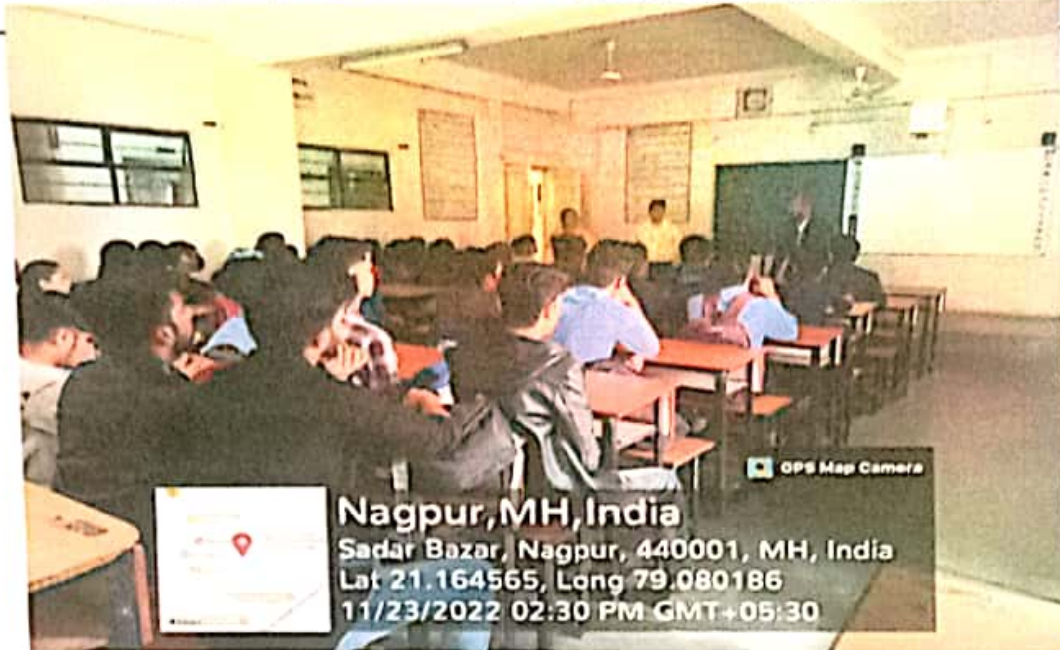 GPS Map Camera
Nagpur,MH,India
Sadar Bazar, Nagpur, 440001, MH, India
Lat 21.164565, Long 79.080186
11/23/2022 02:30 PM GMT+05:30